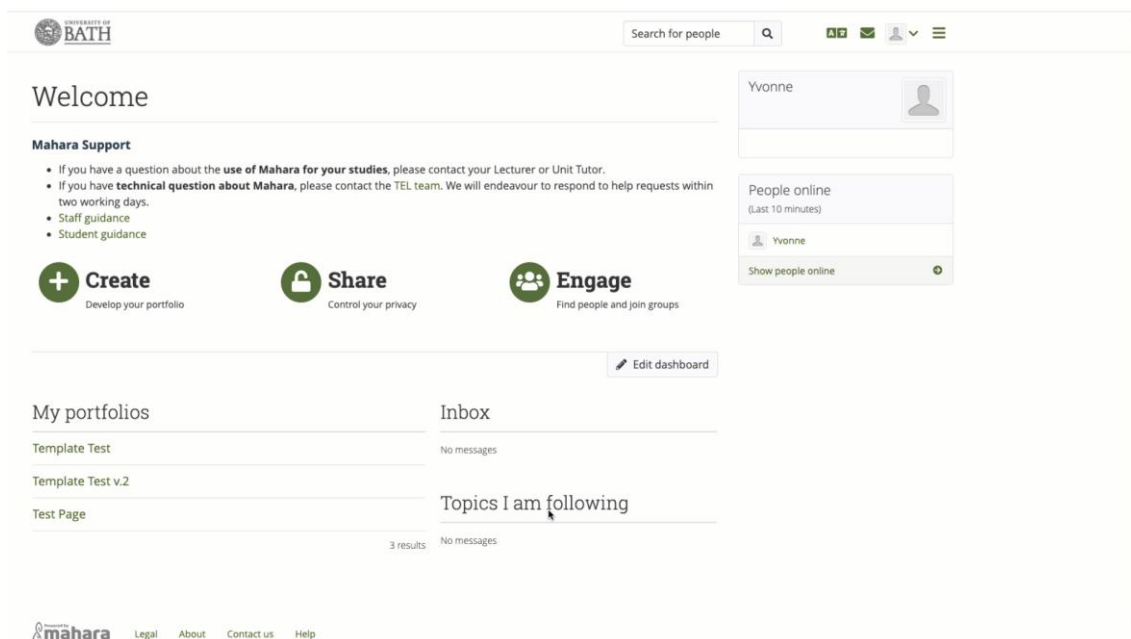 UNIVERSITY OF
BATH
Search for people
Welcome
Mahara Support
If you have a question about the use of Mahara for your studies, please contact your Lecturer or Unit Tutor.
If you have technical question about Mahara, please contact the TEL team. We will endeavour to respond to help requests within
two working days.
Staff guidance
Student guidance
Create
Develop your portfolio
Share
Control your privacy
Engage
Find people and join groups
Edit dashboard
My portfolios
Template Test
Template Test v.2
Test Page
3 results
Inbox
No messages
Topics I am following
No messages
Yvonne
People online
(Last 10 minutes)
Yvonne
Show people online
Powered by
mahara
Legal
About
Contact us
Help